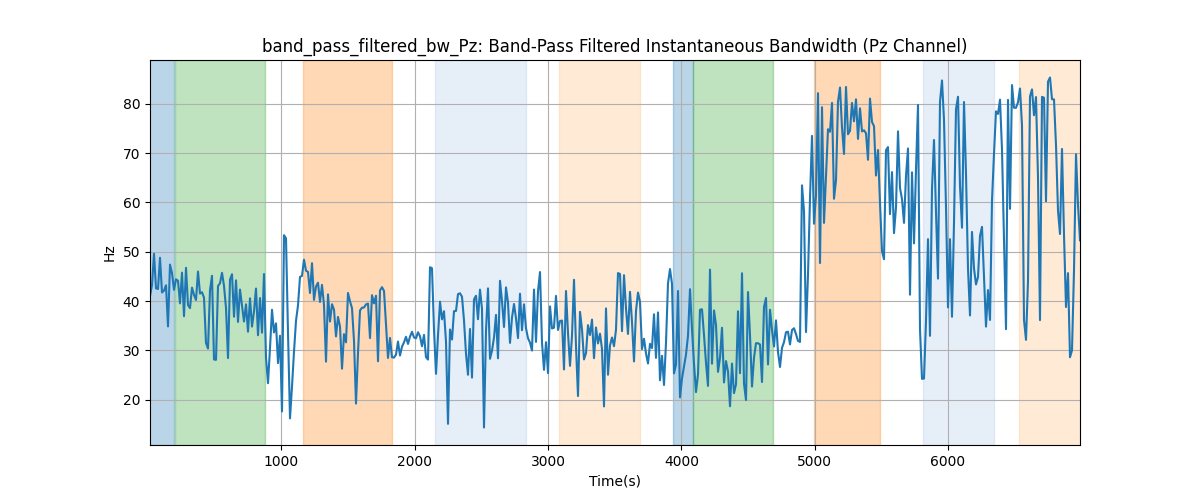 band_pass_filtered_bw_Pz: Band-Pass Filtered Instantaneous Bandwidth (Pz Channel)
80
70
60
50
40
30
20
Hz
1000 2000 3000 4000 5000 6000
Time(s)